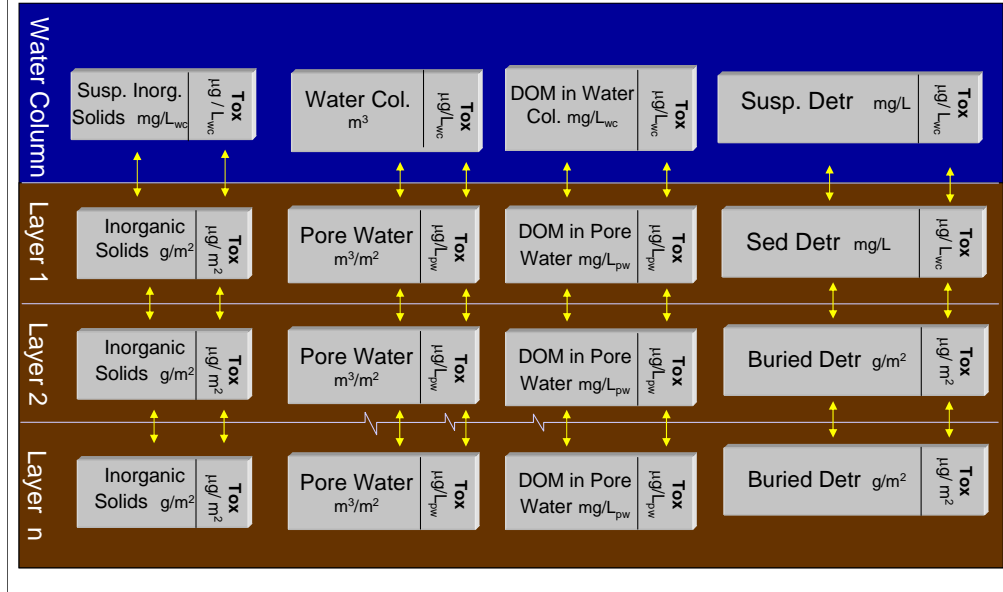 Water Column
Susp. Inorg.
Solids mg/Lwc
Tox
µg / Lwc
Water Col.
m³
Tox
µg/Lwc
DOM in Water
Col. mg/Lwc
Tox
µg/Lwc
Susp. Detr mg/L
Tox
µg/ Lwc
Layer 1
Inorganic
Solids g/m²
Tox
µg/ m²
Pore Water
m³/m²
Tox
µg/Lpw
DOM in Pore
Water mg/Lpw
Tox
µg/Lpw
Sed Detr mg/L
Tox
µg/ Lwc
Layer 2
Inorganic
Solids g/m²
Tox
µg/ m²
Pore Water
m³/m²
Tox
µg/Lpw
DOM in Pore
Water mg/Lpw
Tox
µg/Lpw
Buried Detr g/m²
Tox
µg/ m²
Layer n
Inorganic
Solids g/m²
Tox
µg/ m²
Pore Water
m³/m²
Tox
µg/Lpw
DOM in Pore
Water mg/Lpw
Tox
µg/Lpw
Buried Detr g/m²
Tox
µg/ m²